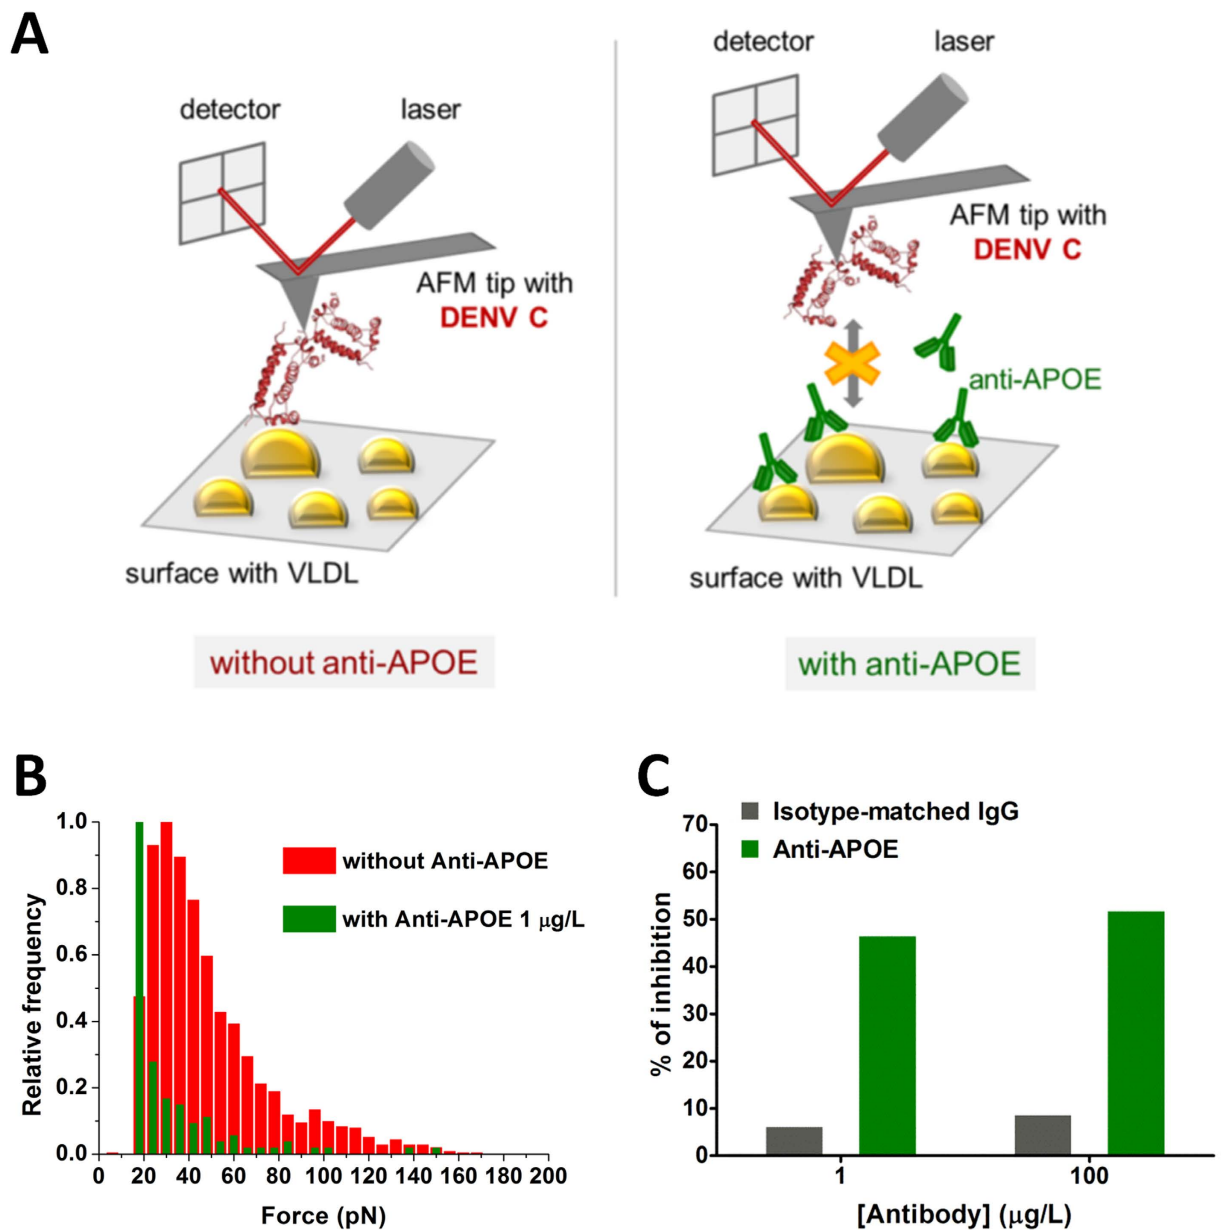 A
detector
laser
AFM tip with
DENV C
surface with VLDL
without anti-APOE
detector
laser
AFM tip with
DENV C
anti-APOE
surface with VLDL
with anti-APOE
B
Relative frequency
1.0
0.8
0.6
0.4
0.2
0.0
without Anti-APOE
with Anti-APOE 1 μg/L
0 20 40 60 80 100 120 140 160 180 200
Force (pN)
C
% of inhibition
Isotype-matched IgG
Anti-APOE
70
60
50
40
30
20
10
0
1 100
[Antibody] (μg/L)